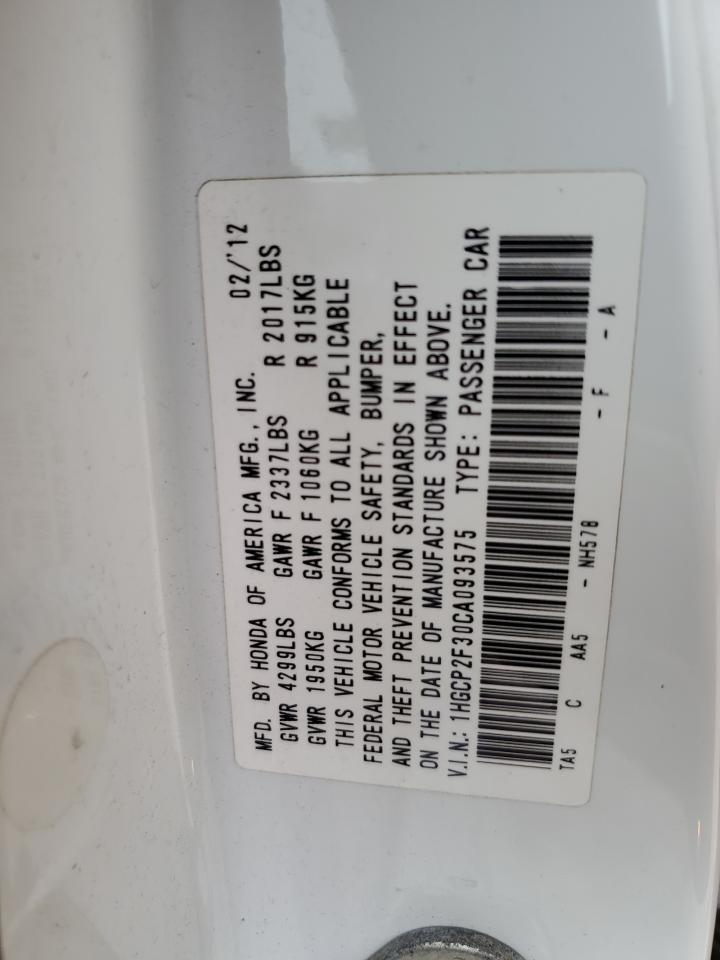 MFD. BY HONDA OF AMERICA MFG., INC. 02/'12
GVWR 4299LBS GAWR F 2337LBS R 2017LBS
GVWR 1950KG GAWR F 1060KG R 915KG
THIS VEHICLE CONFORMS TO ALL APPLICABLE
FEDERAL MOTOR VEHICLE SAFETY, BUMPER,
AND THEFT PREVENTION STANDARDS IN EFFECT
ON THE DATE OF MANUFACTURE SHOWN ABOVE.
V.I.N.: 1HGCP2F30CA093575 TYPE: PASSENGER CAR
TA5 C AA5 - NH578 - F - A